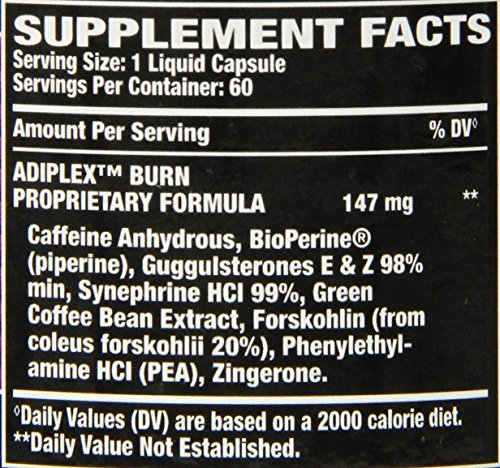 SUPPLEMENT FACTS
Serving Size: 1 Liquid Capsule
Servings Per Container: 60
Amount Per Serving % DV◊
ADIPLEX™ BURN
PROPRIETARY FORMULA 147 mg **
Caffeine Anhydrous, BioPerine®
(piperine), Guggulsterones E & Z 98%
min, Synephrine HCl 99%, Green
Coffee Bean Extract, Forskohlin (from
coleus forskohlii 20%), Phenylethyl-
amine HCl (PEA), Zingerone.
◊Daily Values (DV) are based on a 2000 calorie diet.
**Daily Value Not Established.